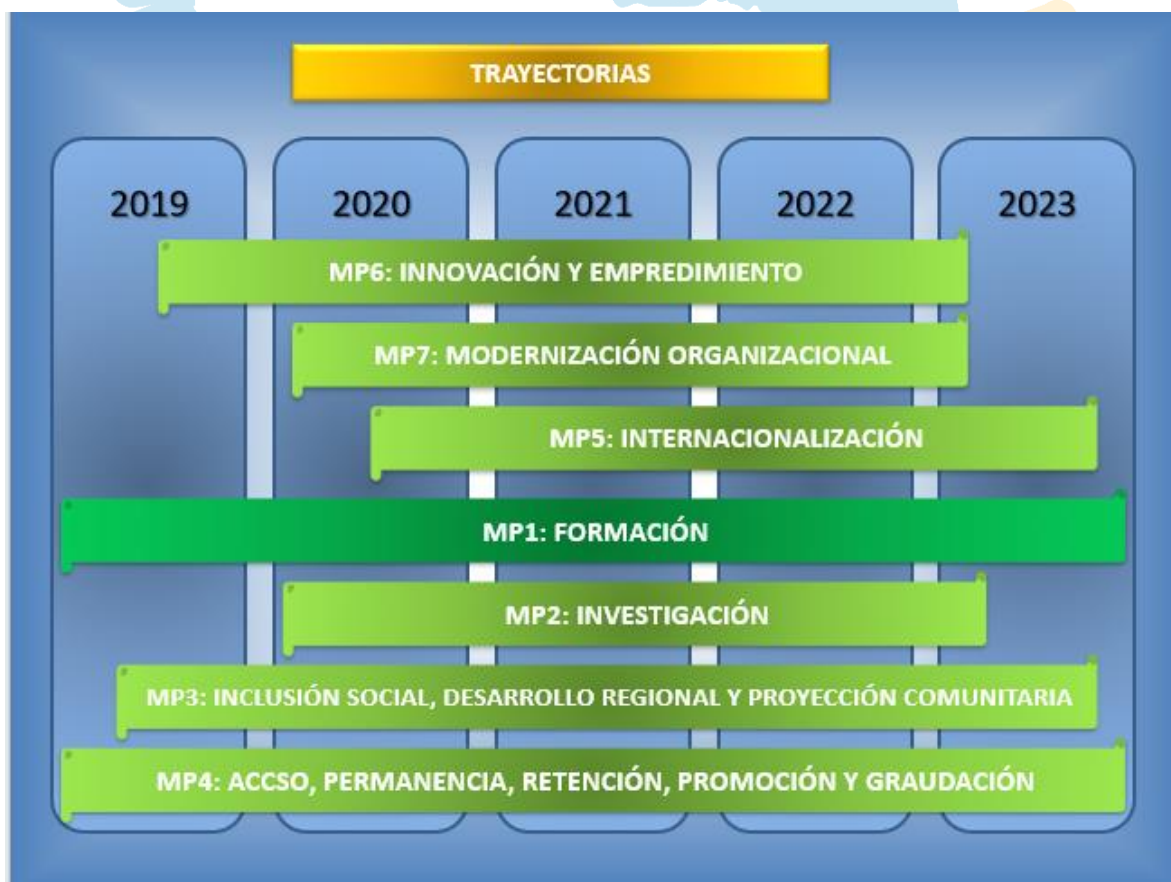 TRAYECTORIAS
2019 2020 2021 2022 2023
MP6: INNOVACIÓN Y EMPREDIMIENTO
MP7: MODERNIZACIÓN ORGANIZACIONAL
MP5: INTERNACIONALIZACIÓN
MP1: FORMACIÓN
MP2: INVESTIGACIÓN
MP3: INCLUSIÓN SOCIAL, DESARROLLO REGIONAL Y PROYECCIÓN COMUNITARIA
MP4: ACCSO, PERMANENCIA, RETENCIÓN, PROMOCIÓN Y GRAUDACIÓN